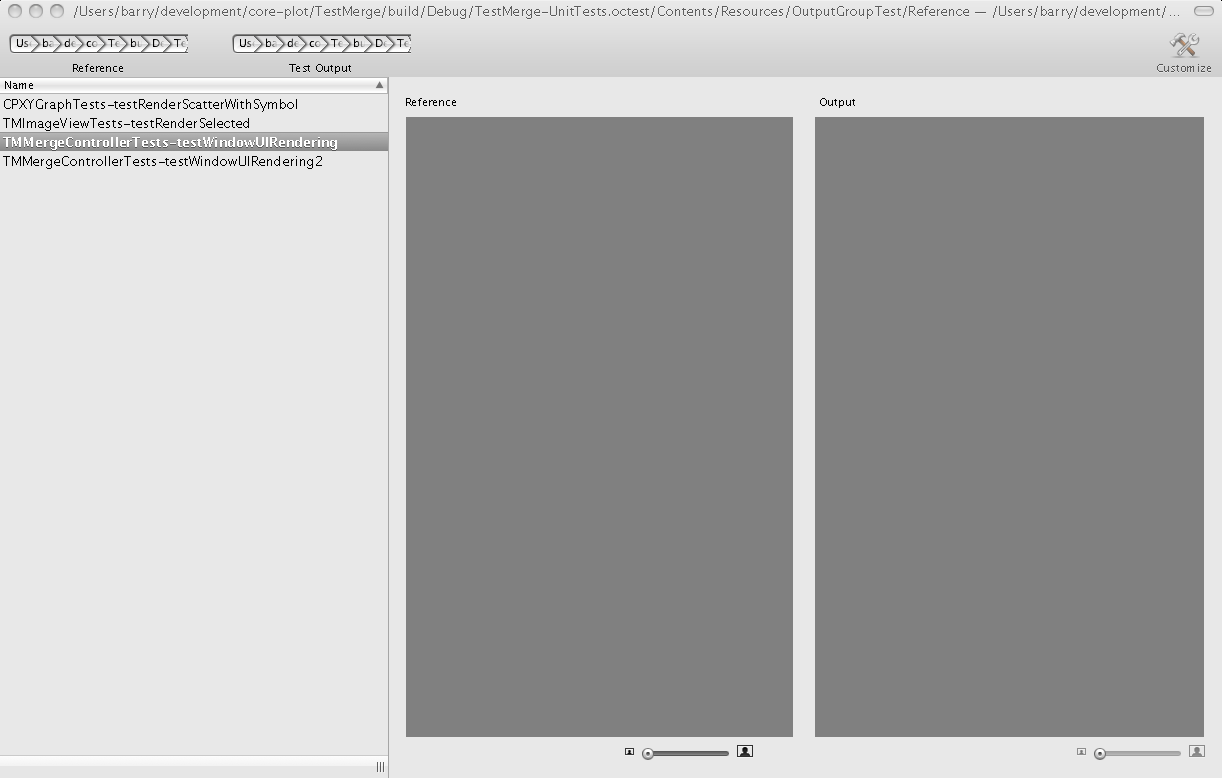 /Users/barry/development/core-plot/TestMerge/build/Debug/TestMerge-UnitTests.octest/Contents/Resources/OutputGroupTest/Reference — /Users/barry/development/ ...
Us ba de co Te bu De Te
Us ba de co Te bu De Te
Reference
Test Output
Customize
Name
CPXYGraphTests-testRenderScatterWithSymbol
TMImageViewTests-testRenderSelected
TMMergeControllerTests-testWindowUIRendering
TMMergeControllerTests-testWindowUIRendering2
Reference
Output